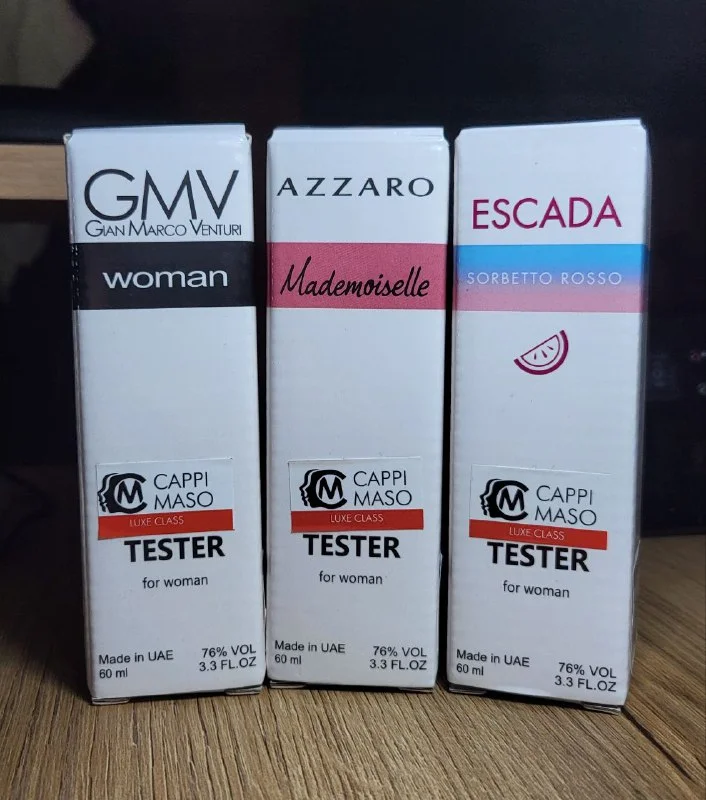 GMV
GIAN MARCO VENTURI
woman
CM CAPPI
MASO
LUXE CLASS
TESTER
for woman
Made in UAE 76% VOL
60 ml 3.3 FL.OZ
AZZARO
Mademoiselle
CM CAPPI
MASO
LUXE CLASS
TESTER
for woman
Made in UAE 76% VOL
60 ml 3.3 FL.OZ
ESCADA
SORBETTO ROSSO
CM CAPPI
MASO
LUXE CLASS
TESTER
for woman
Made in UAE 76% VOL
60 ml 3.3 FL.OZ